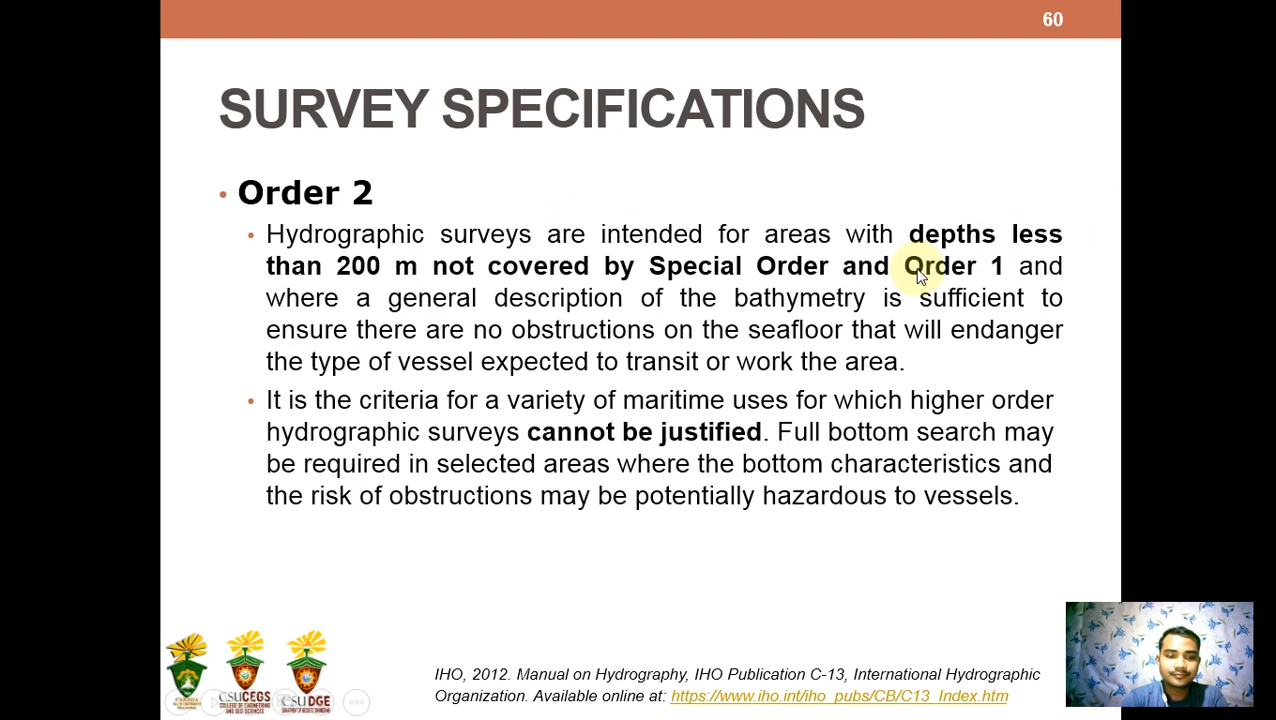 60
SURVEY SPECIFICATIONS
• Order 2
• Hydrographic surveys are intended for areas with depths less
than 200 m not covered by Special Order and Order 1 and
where a general description of the bathymetry is sufficient to
ensure there are no obstructions on the seafloor that will endanger
the type of vessel expected to transit or work the area.
• It is the criteria for a variety of maritime uses for which higher order
hydrographic surveys cannot be justified. Full bottom search may
be required in selected areas where the bottom characteristics and
the risk of obstructions may be potentially hazardous to vessels.
CSUCEGS
CSUDGE
IHO, 2012. Manual on Hydrography, IHO Publication C-13, International Hydrographic
Organization. Available online at: https://www.iho.int/iho_pubs/CB/C13_Index.htm